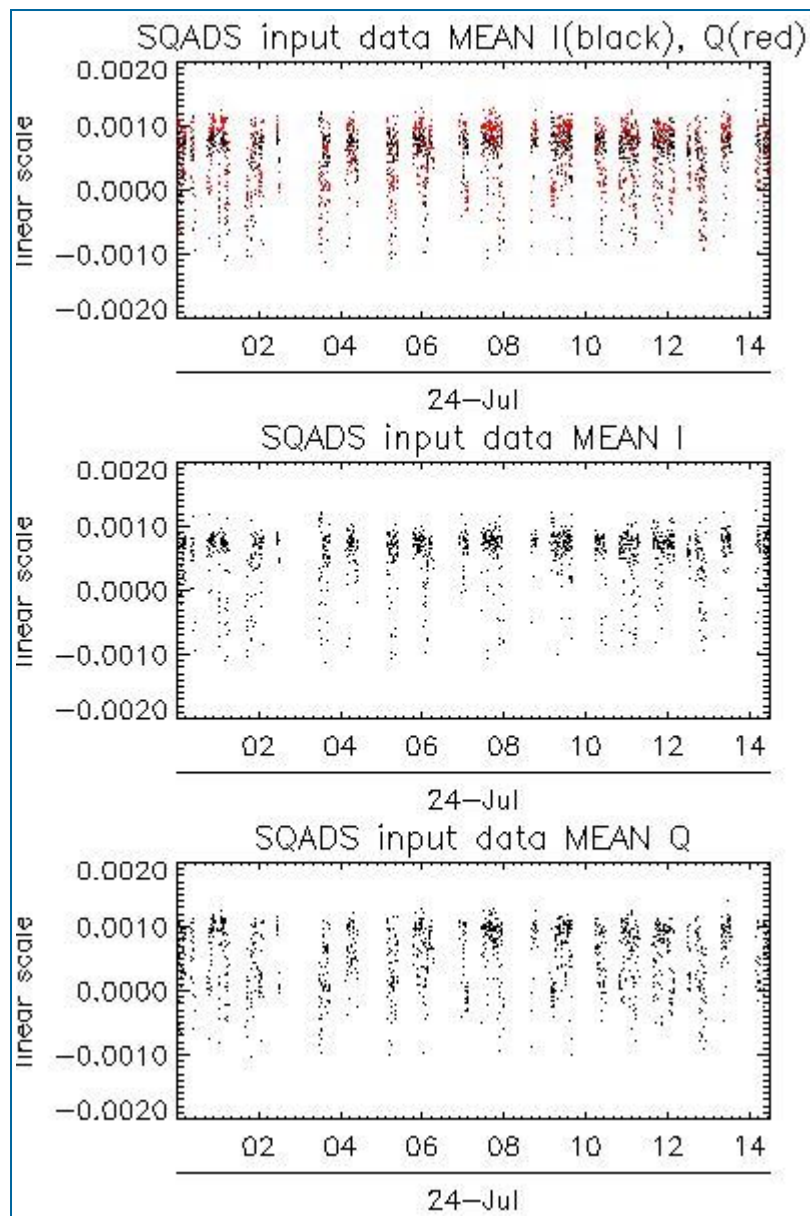 SQADS input data MEAN I(black), Q(red)
0.0020
0.0010
0.0000
−0.0010
−0.0020
linear scale
02 04 06 08 10 12 14
24-Jul
SQADS input data MEAN I
0.0020
0.0010
0.0000
−0.0010
−0.0020
linear scale
02 04 06 08 10 12 14
24-Jul
SQADS input data MEAN Q
0.0020
0.0010
0.0000
−0.0010
−0.0020
linear scale
02 04 06 08 10 12 14
24-Jul